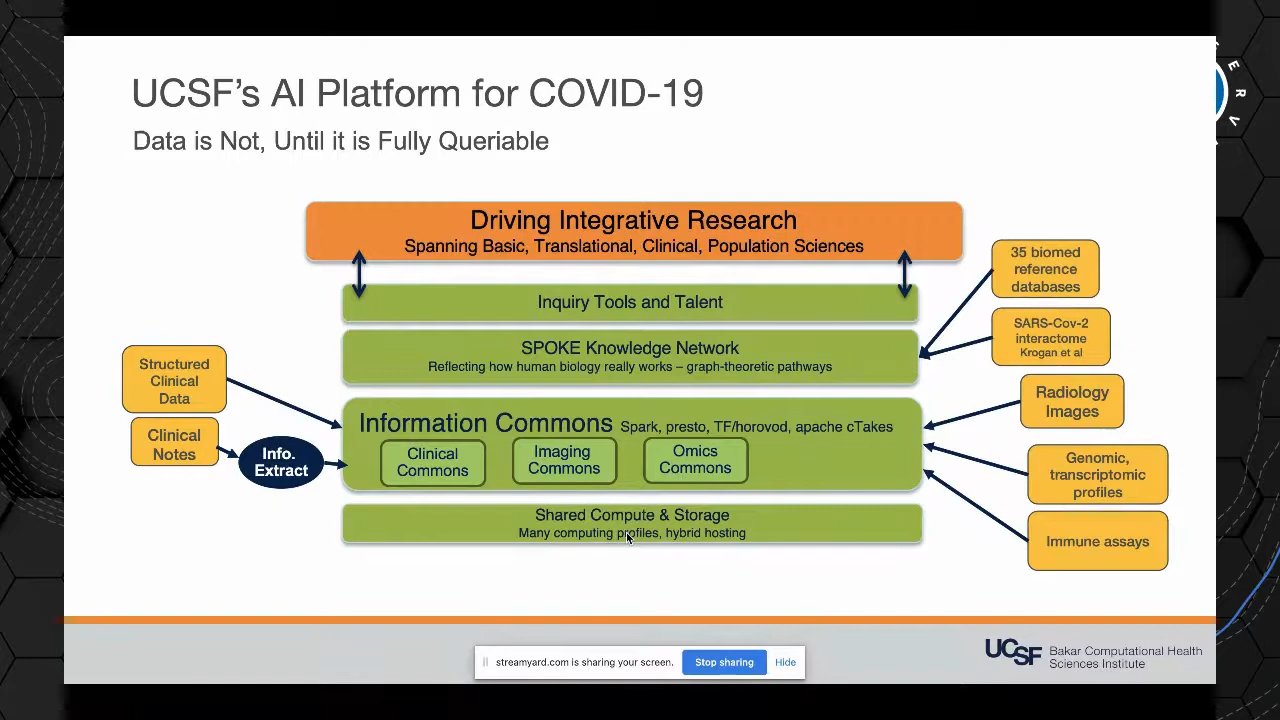 UCSF's AI Platform for COVID-19
Data is Not, Until it is Fully Queriable
Driving Integrative Research
Spanning Basic, Translational, Clinical, Population Sciences
Inquiry Tools and Talent
SPOKE Knowledge Network
Reflecting how human biology really works – graph-theoretic pathways
35 biomed
reference
databases
SARS-Cov-2
interactome
Krogan et al
Structured
Clinical
Data
Clinical
Notes
Info.
Extract
Information Commons Spark, presto, TF/horovod, apache cTakes
Clinical
Commons
Imaging
Commons
Omics
Commons
Radiology
Images
Genomic,
transcriptomic
profiles
Immune assays
Shared Compute & Storage
Many computing profiles, hybrid hosting
streamyard.com is sharing your screen.
Stop sharing
Hide
UCSF
Bakar Computational Health
Sciences Institute
E R V